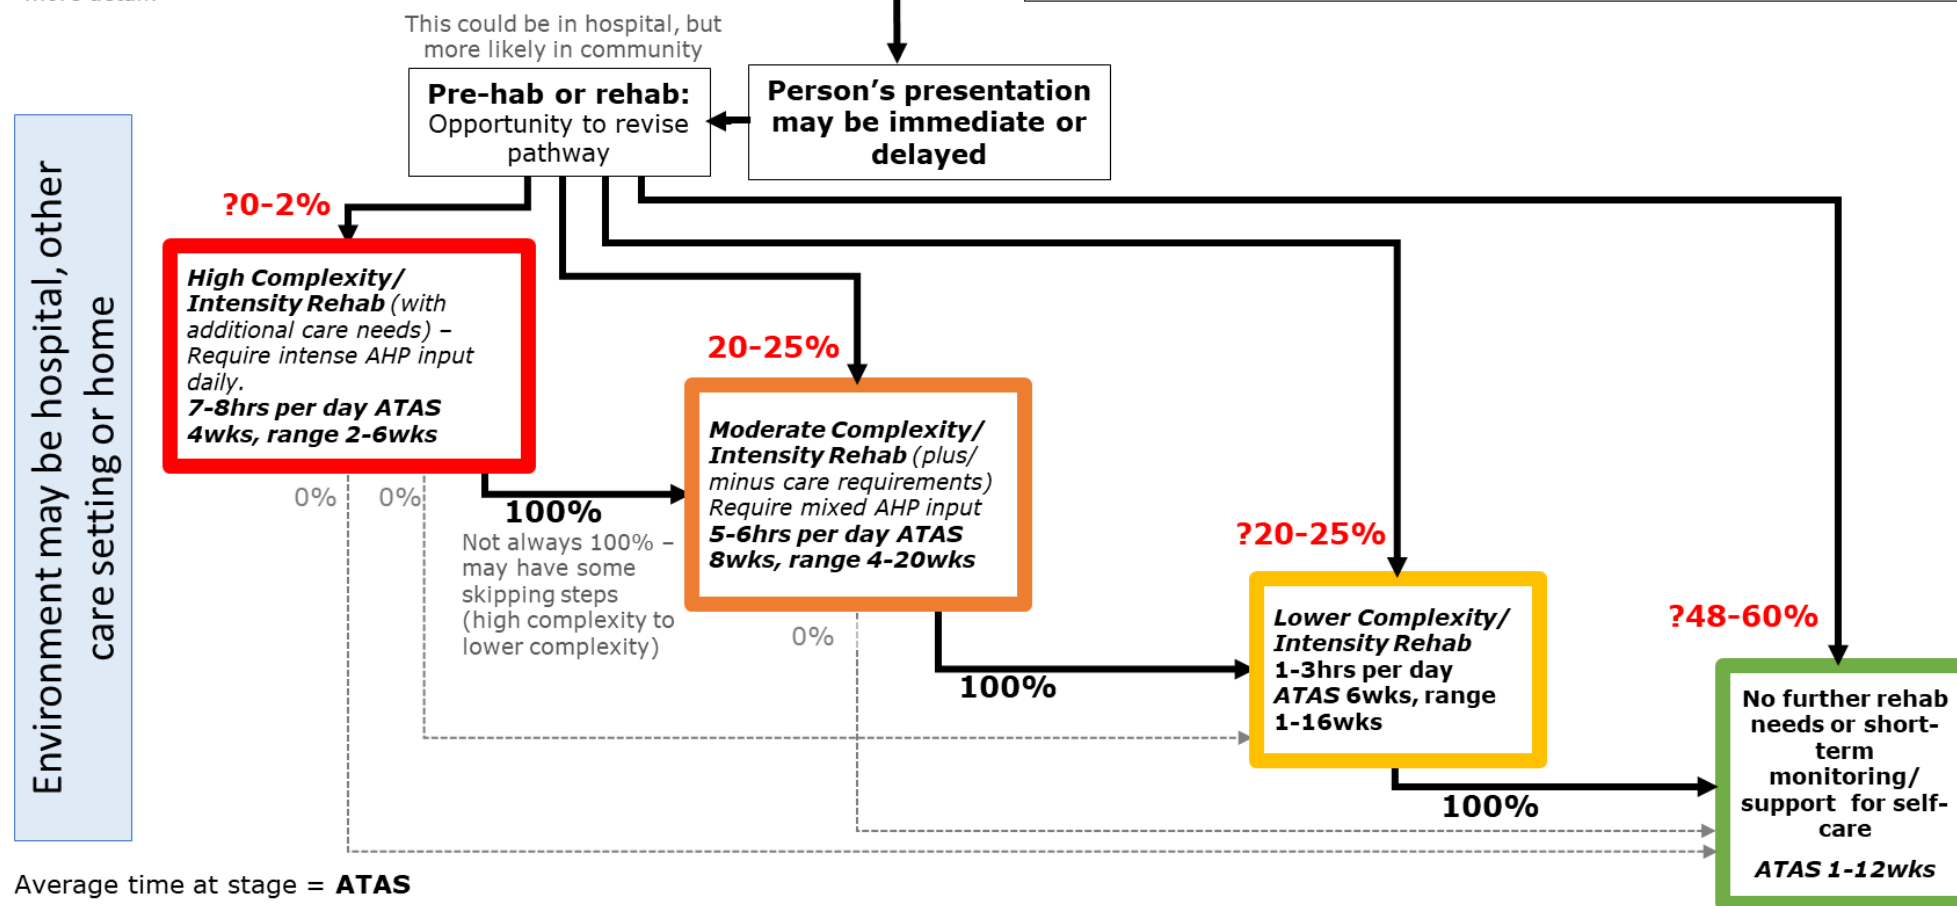 This could be in hospital, but
more likely in community
Pre-hab or rehab:
Opportunity to revise
pathway
Person's presentation
may be immediate or
delayed
Environment may be hospital, other
care setting or home
?0-2%
High Complexity/
Intensity Rehab (with
additional care needs) –
Require intense AHP input
daily.
7-8hrs per day ATAS
4wks, range 2-6wks
0%
0%
100%
Not always 100% –
may have some
skipping steps
(high complexity to
lower complexity)
20-25%
Moderate Complexity/
Intensity Rehab (plus/
minus care requirements)
Require mixed AHP input
5-6hrs per day ATAS
8wks, range 4-20wks
0%
100%
?20-25%
Lower Complexity/
Intensity Rehab
1-3hrs per day
ATAS 6wks, range
1-16wks
100%
?48-60%
No further rehab
needs or short-
term
monitoring/
support for self-
care
ATAS 1-12wks
Average time at stage = ATAS